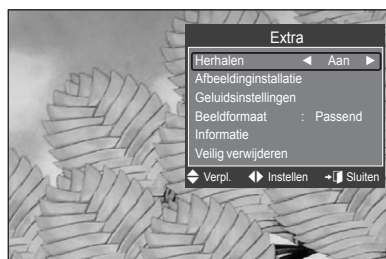 Extra
Herhalen ◀ Aan ▶
Afbeeldinginstallatie
Geluidsinstellingen
Beeldformaat : Passend
Informatie
Veilig verwijderen
Verpl. Instellen Sluiten